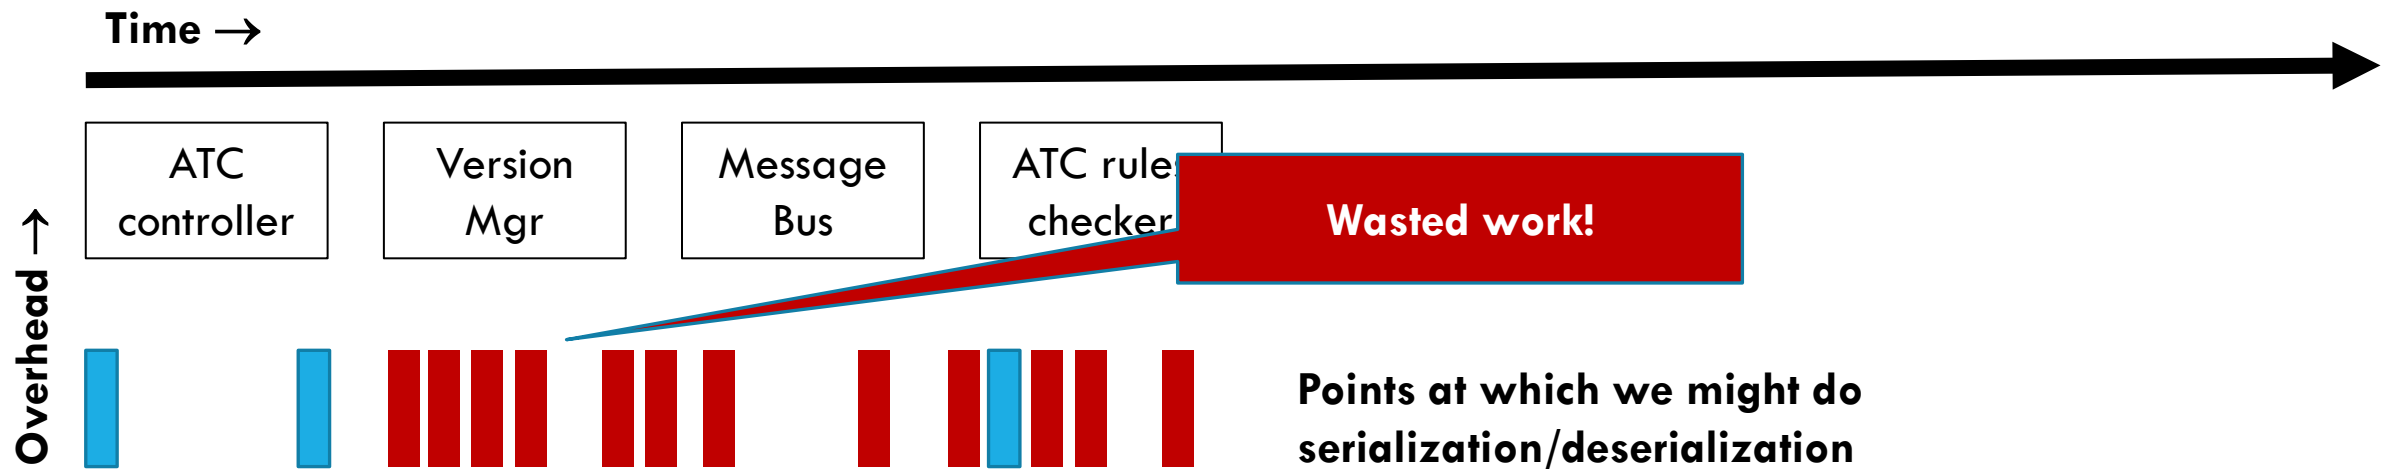 Time →
ATC
controller
Version
Mgr
Message
Bus
ATC rules
checker
Wasted work!
Overhead →
Points at which we might do
serialization/deserialization